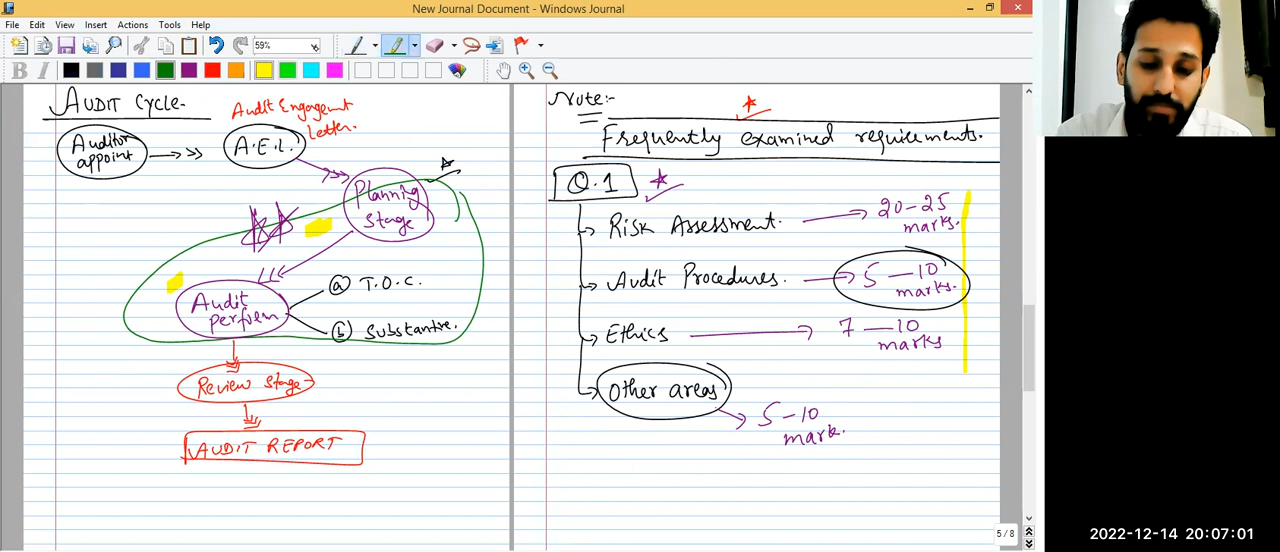 New Journal Document - Windows Journal
File Edit View Insert Actions Tools Help
59%
B I
AUDIT Cycle-
Audit Engagement
Letter.
Auditor
appoint
A.E.L.
Planning
Stage
Audit
perform
(a) T.O.C.
(b) Substantive.
Review Stage
AUDIT REPORT
Note:-
Frequently examined requirements.
Q.1
Risk Assessment. 20-25
marks.
Audit Procedures. 5-10
marks.
Ethics 7-10
marks
Other areas
5-10
mark.
5 / 8
2022-12-14 20:07:01